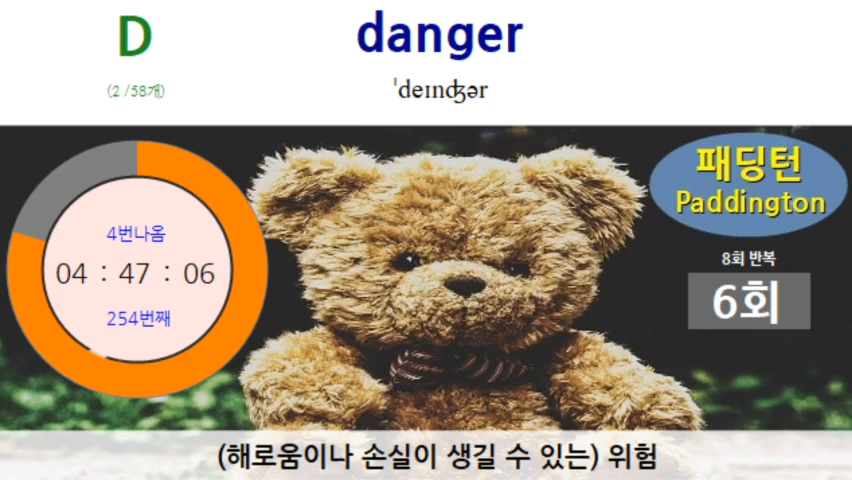 D
danger
(2 /58개)
ˈdeɪnʤər
패딩턴
Paddington
4번나옴
04 : 47 : 06
254번째
8회 반복
6회
(해로움이나 손실이 생길 수 있는) 위험